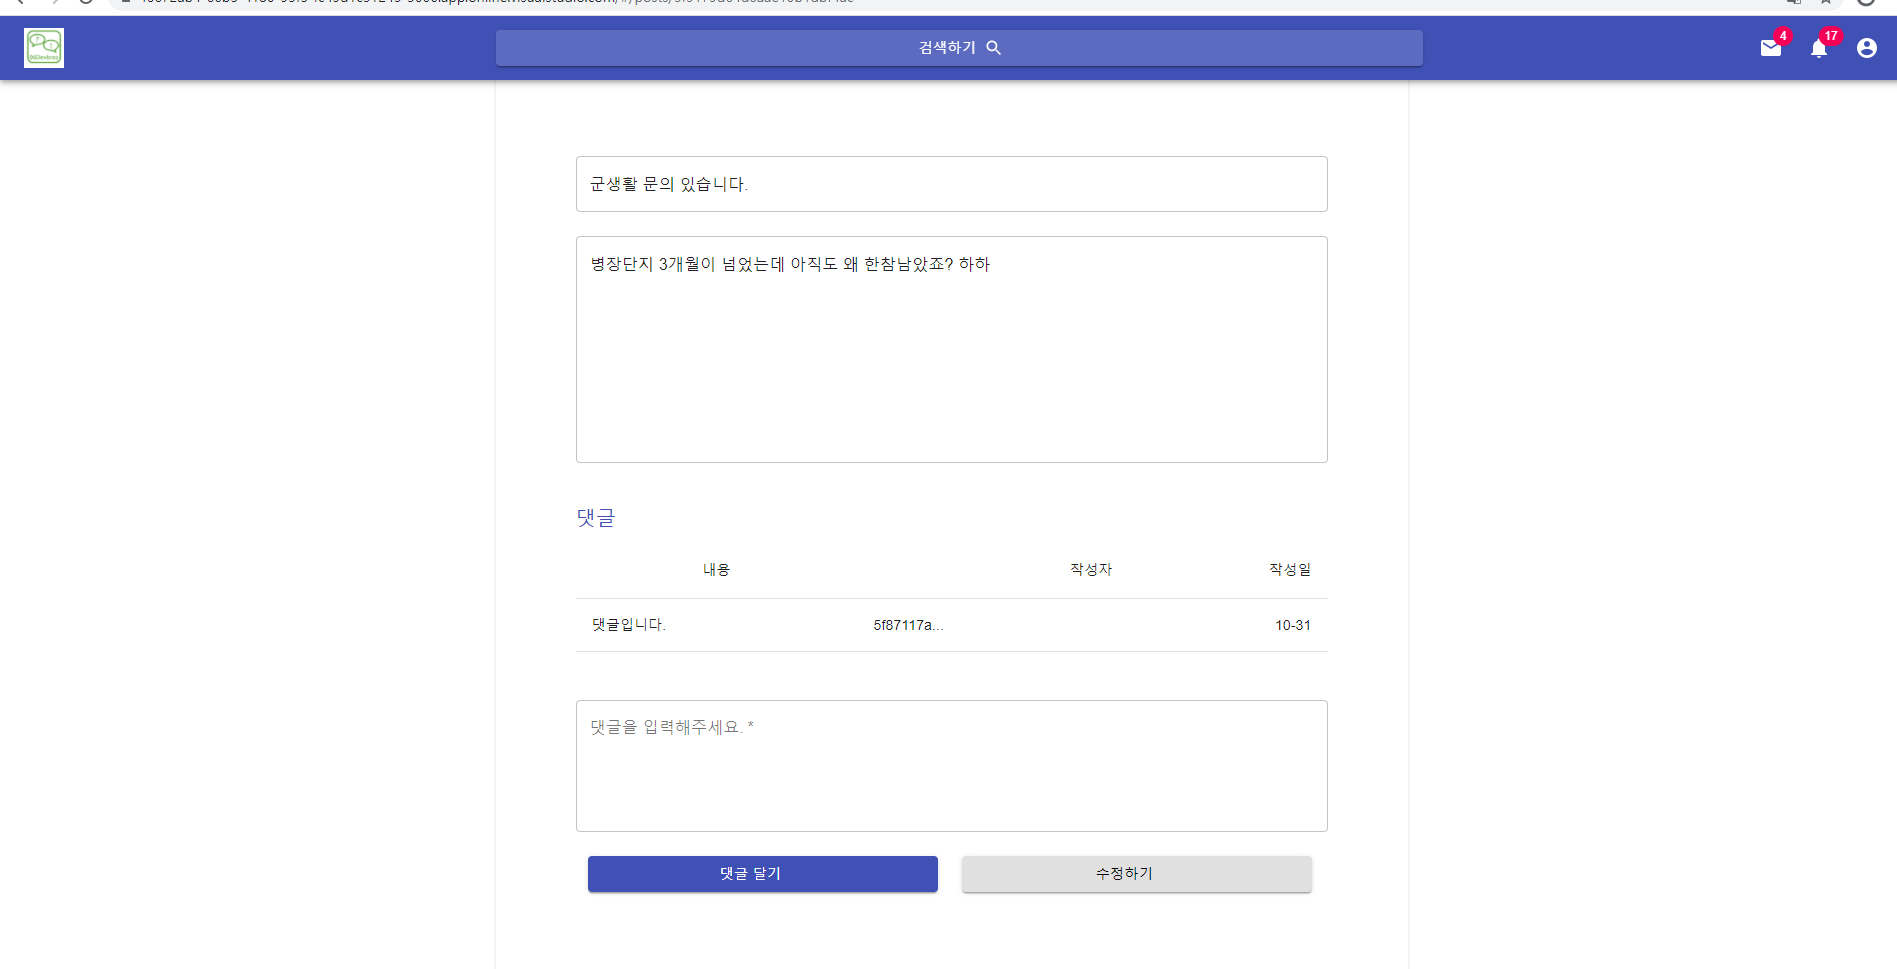 검색하기
4
17
군생활 문의 있습니다.
병장단지 3개월이 넘었는데 아직도 왜 한참남았죠? 하하
댓글
내용 작성자 작성일
댓글입니다. 5f87117a... 10-31
댓글을 입력해주세요. *
댓글 달기 수정하기